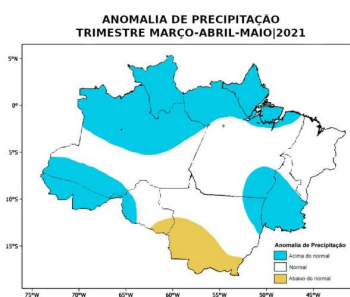 ANOMALIA DE PRECIPITAÇÃO
TRIMESTRE MARÇO-ABRIL-MAIO|2021
5°N
0°
5°S
10°S
15°S
Anomalia de Precipitação
Acima do normal
Normal
Abaixo do normal
75°W
70°W
65°W
60°W
55°W
50°W
45°W